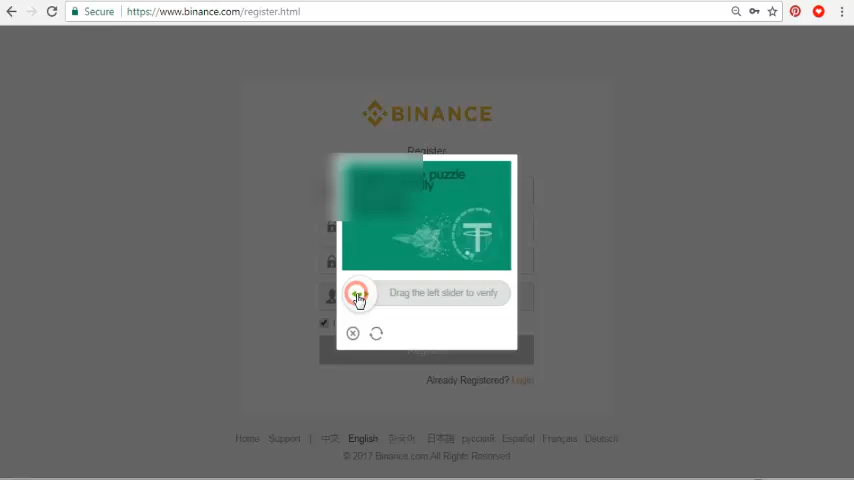 Secure https://www.binance.com/register.html
BINANCE
Register
puzzle
Drag the left slider to verify
Already Registered? Login
Home Support | 中文 English 한국어 日本語 русский Español Français Deutsch
© 2017 Binance.com All Rights Reserved